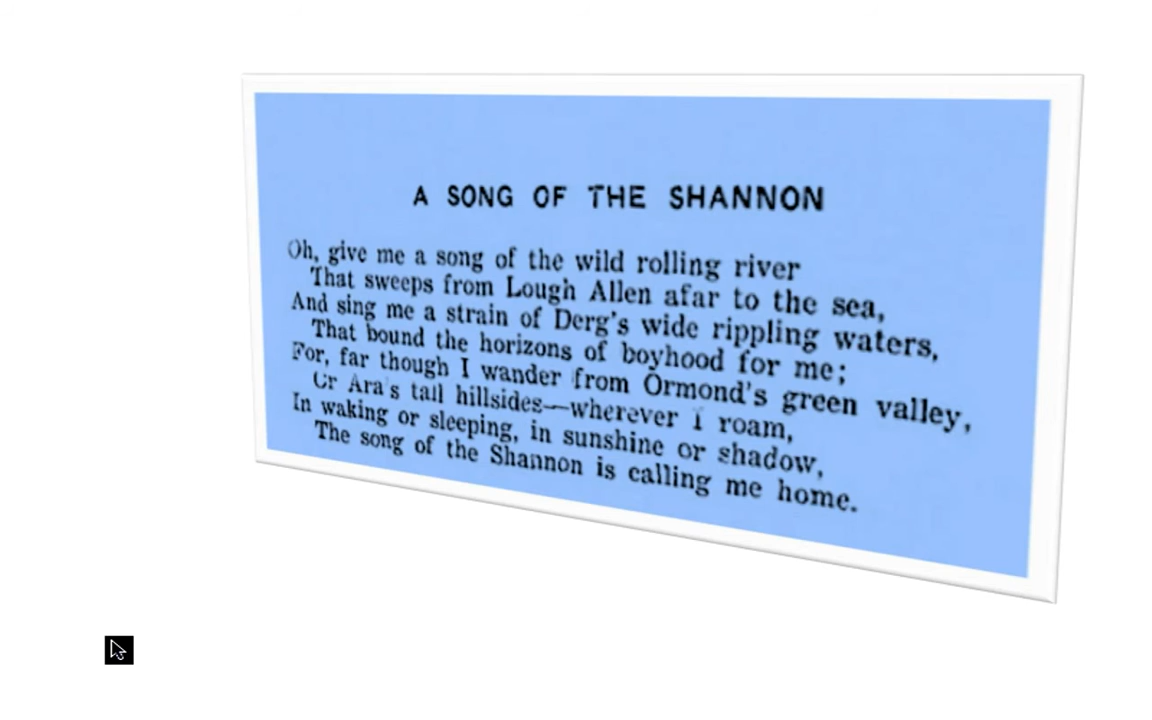 A SONG OF THE SHANNON
Oh, give me a song of the wild rolling river
That sweeps from Lough Allen afar to the sea,
And sing me a strain of Derg's wide rippling waters,
That bound the horizons of boyhood for me;
For, far though I wander from Ormond's green valley,
Or Ara's tall hillsides—wherever I roam,
In waking or sleeping, in sunshine or shadow,
The song of the Shannon is calling me home.